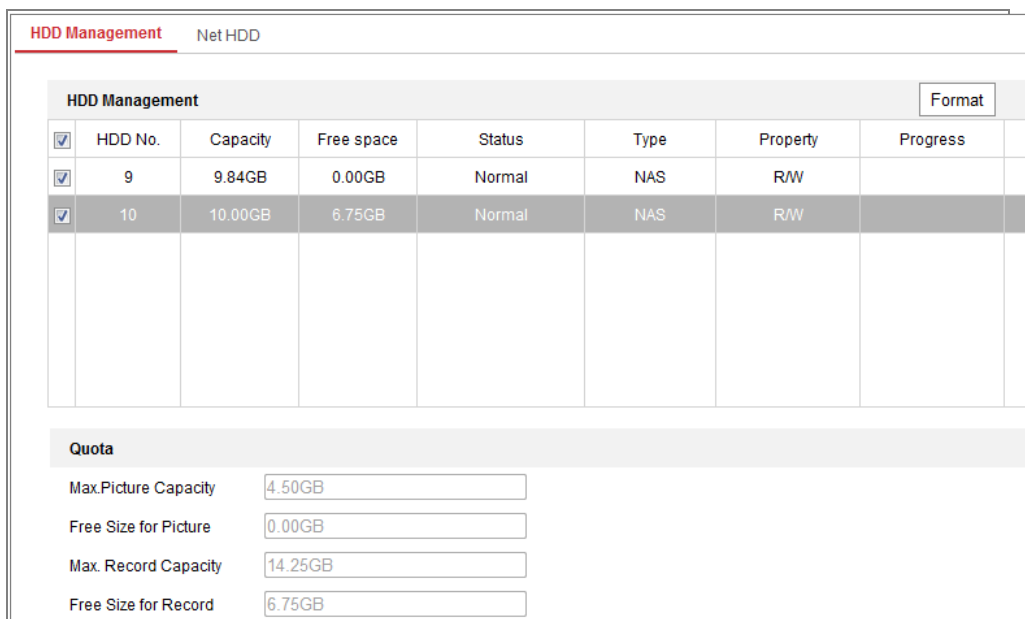 HDD Management Net HDD
HDD Management Format
HDD No. Capacity Free space Status Type Property Progress
9 9.84GB 0.00GB Normal NAS R/W
10 10.00GB 6.75GB Normal NAS R/W
Quota
Max.Picture Capacity 4.50GB
Free Size for Picture 0.00GB
Max. Record Capacity 14.25GB
Free Size for Record 6.75GB